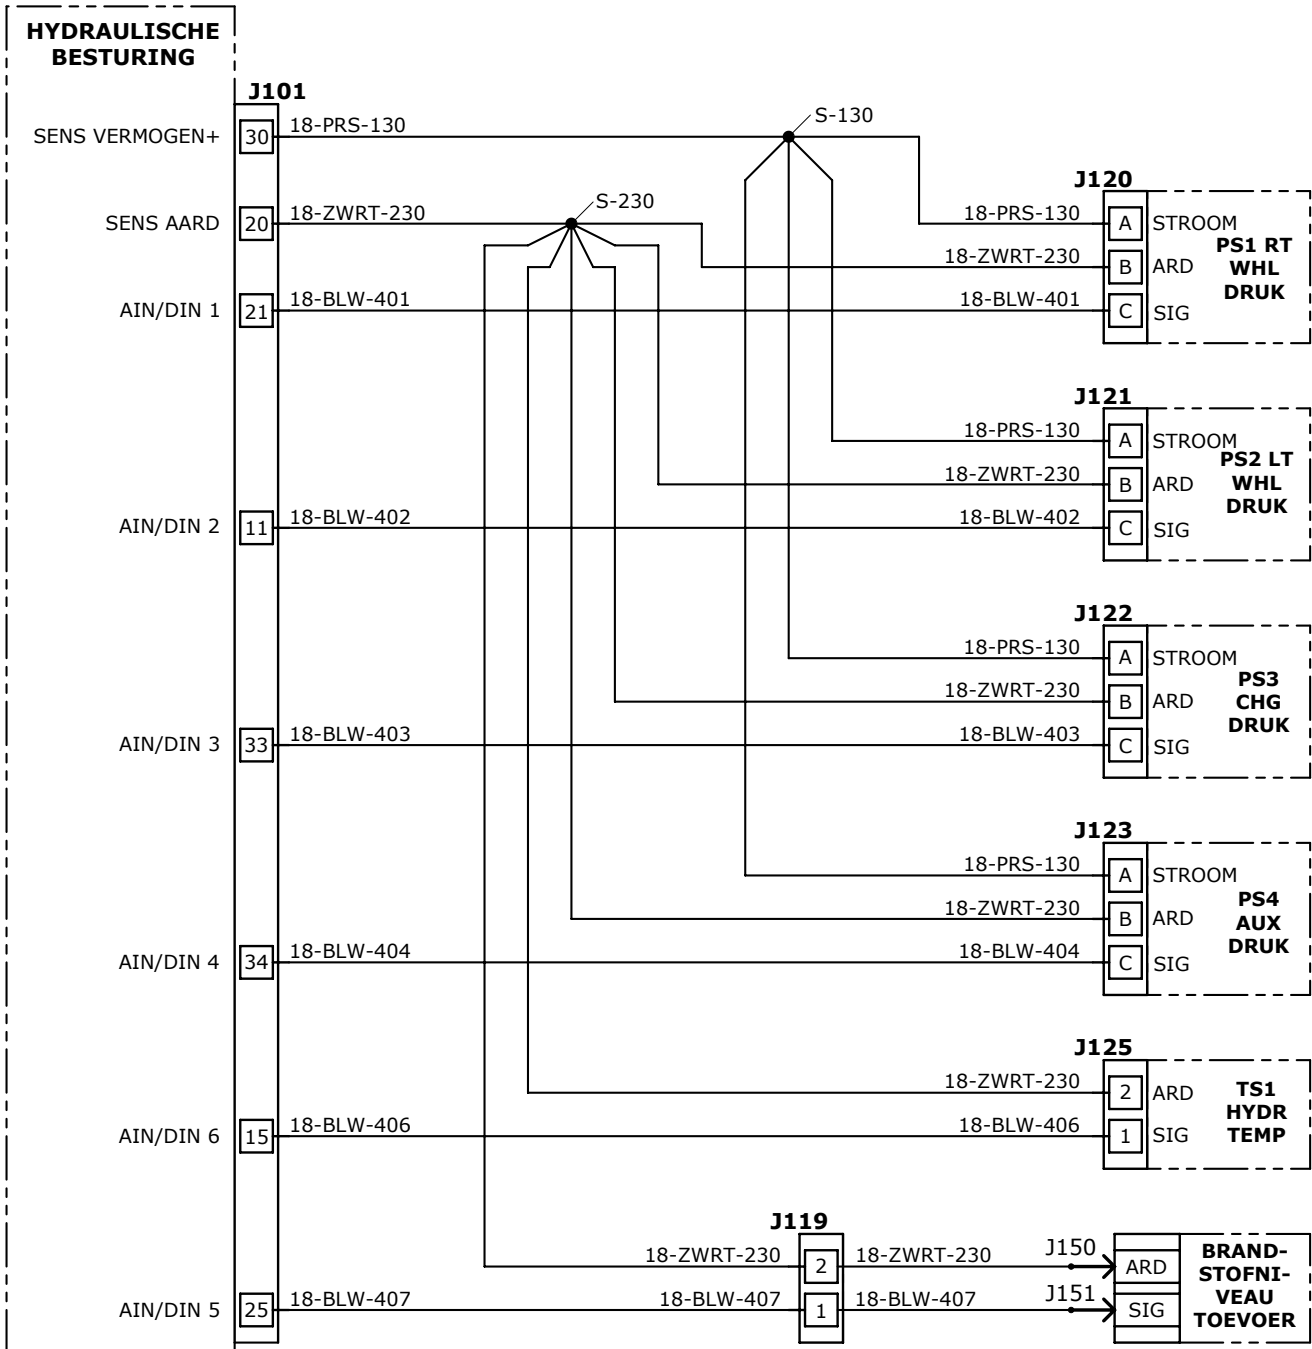 HYDRAULISCHE
BESTURING
J101
SENS VERMOGEN+ 30 18-PRS-130
S-130
SENS AARD 20 18-ZWRT-230
S-230
AIN/DIN 1 21 18-BLW-401
J120
18-PRS-130 A STROOM
18-ZWRT-230 B ARD
18-BLW-401 C SIG
PS1 RT
WHL
DRUK
J121
18-PRS-130 A STROOM
18-ZWRT-230 B ARD
AIN/DIN 2 11 18-BLW-402 18-BLW-402 C SIG
PS2 LT
WHL
DRUK
J122
18-PRS-130 A STROOM
18-ZWRT-230 B ARD
AIN/DIN 3 33 18-BLW-403 18-BLW-403 C SIG
PS3
CHG
DRUK
J123
18-PRS-130 A STROOM
18-ZWRT-230 B ARD
AIN/DIN 4 34 18-BLW-404 18-BLW-404 C SIG
PS4
AUX
DRUK
J125
18-ZWRT-230 2 ARD
AIN/DIN 6 15 18-BLW-406 18-BLW-406 1 SIG
TS1
HYDR
TEMP
J119
18-ZWRT-230 2 18-ZWRT-230 J150 ARD
AIN/DIN 5 25 18-BLW-407 18-BLW-407 1 18-BLW-407 J151 SIG
BRAND-
STOFNI-
VEAU
TOEVOER